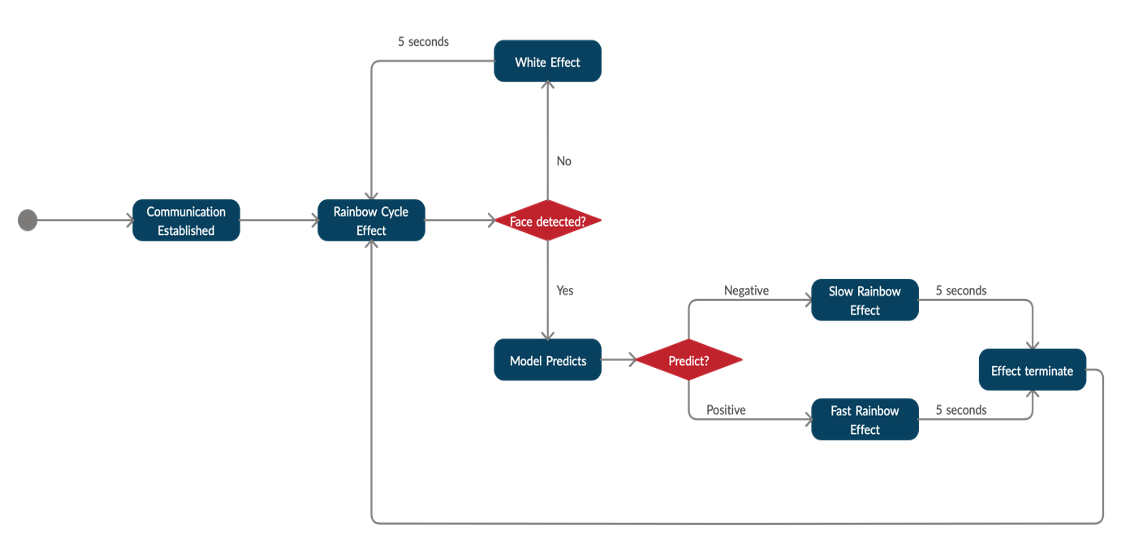 5 seconds
White Effect
No
Communication
Established
Rainbow Cycle
Effect
Face detected?
Yes
Negative
Slow Rainbow
Effect
5 seconds
Model Predicts
Predict?
Effect terminate
Positive
Fast Rainbow
Effect
5 seconds